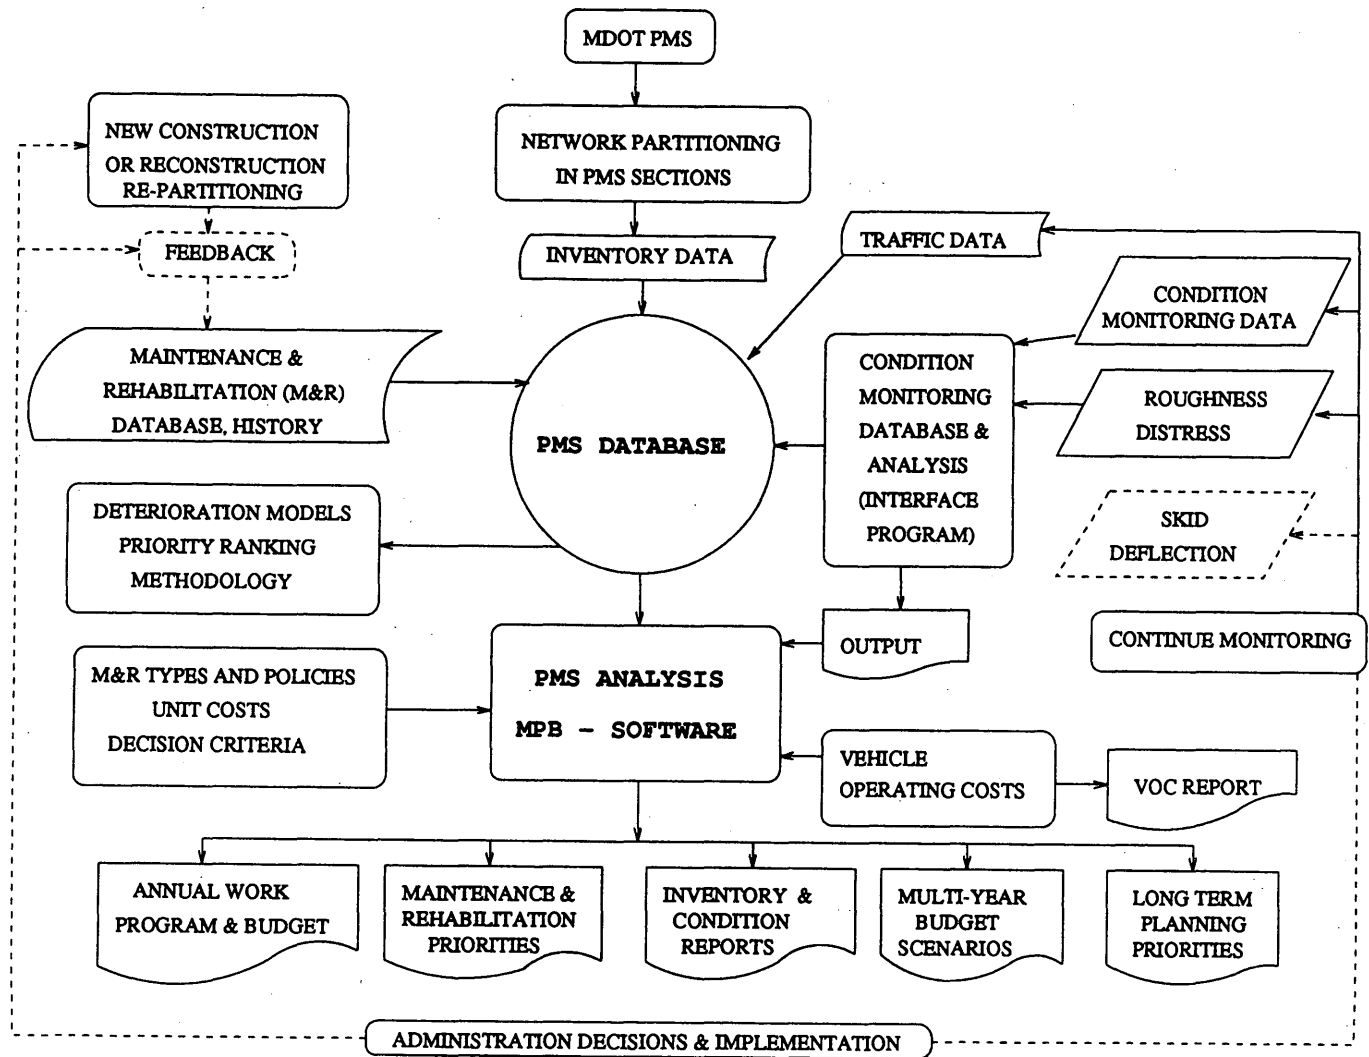 MDOT PMS
NEW CONSTRUCTION
OR RECONSTRUCTION
RE-PARTITIONING
NETWORK PARTITIONING
IN PMS SECTIONS
FEEDBACK
INVENTORY DATA
TRAFFIC DATA
CONDITION
MONITORING DATA
MAINTENANCE &
REHABILITATION (M&R)
DATABASE, HISTORY
PMS DATABASE
CONDITION
MONITORING
DATABASE &
ANALYSIS
(INTERFACE
PROGRAM)
ROUGHNESS
DISTRESS
DETERIORATION MODELS
PRIORITY RANKING
METHODOLOGY
SKID
DEFLECTION
OUTPUT
CONTINUE MONITORING
M&R TYPES AND POLICIES
UNIT COSTS
DECISION CRITERIA
PMS ANALYSIS
MPB - SOFTWARE
VEHICLE
OPERATING COSTS
VOC REPORT
ANNUAL WORK
PROGRAM & BUDGET
MAINTENANCE &
REHABILITATION
PRIORITIES
INVENTORY &
CONDITION
REPORTS
MULTI-YEAR
BUDGET
SCENARIOS
LONG TERM
PLANNING
PRIORITIES
ADMINISTRATION DECISIONS & IMPLEMENTATION